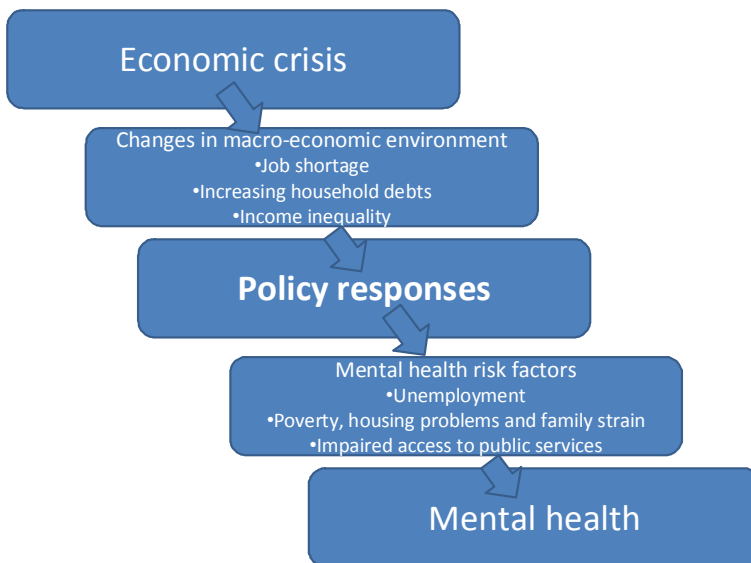 Economic crisis
Changes in macro-economic environment
•Job shortage
•Increasing household debts
•Income inequality
Policy responses
Mental health risk factors
•Unemployment
•Poverty, housing problems and family strain
•Impaired access to public services
Mental health